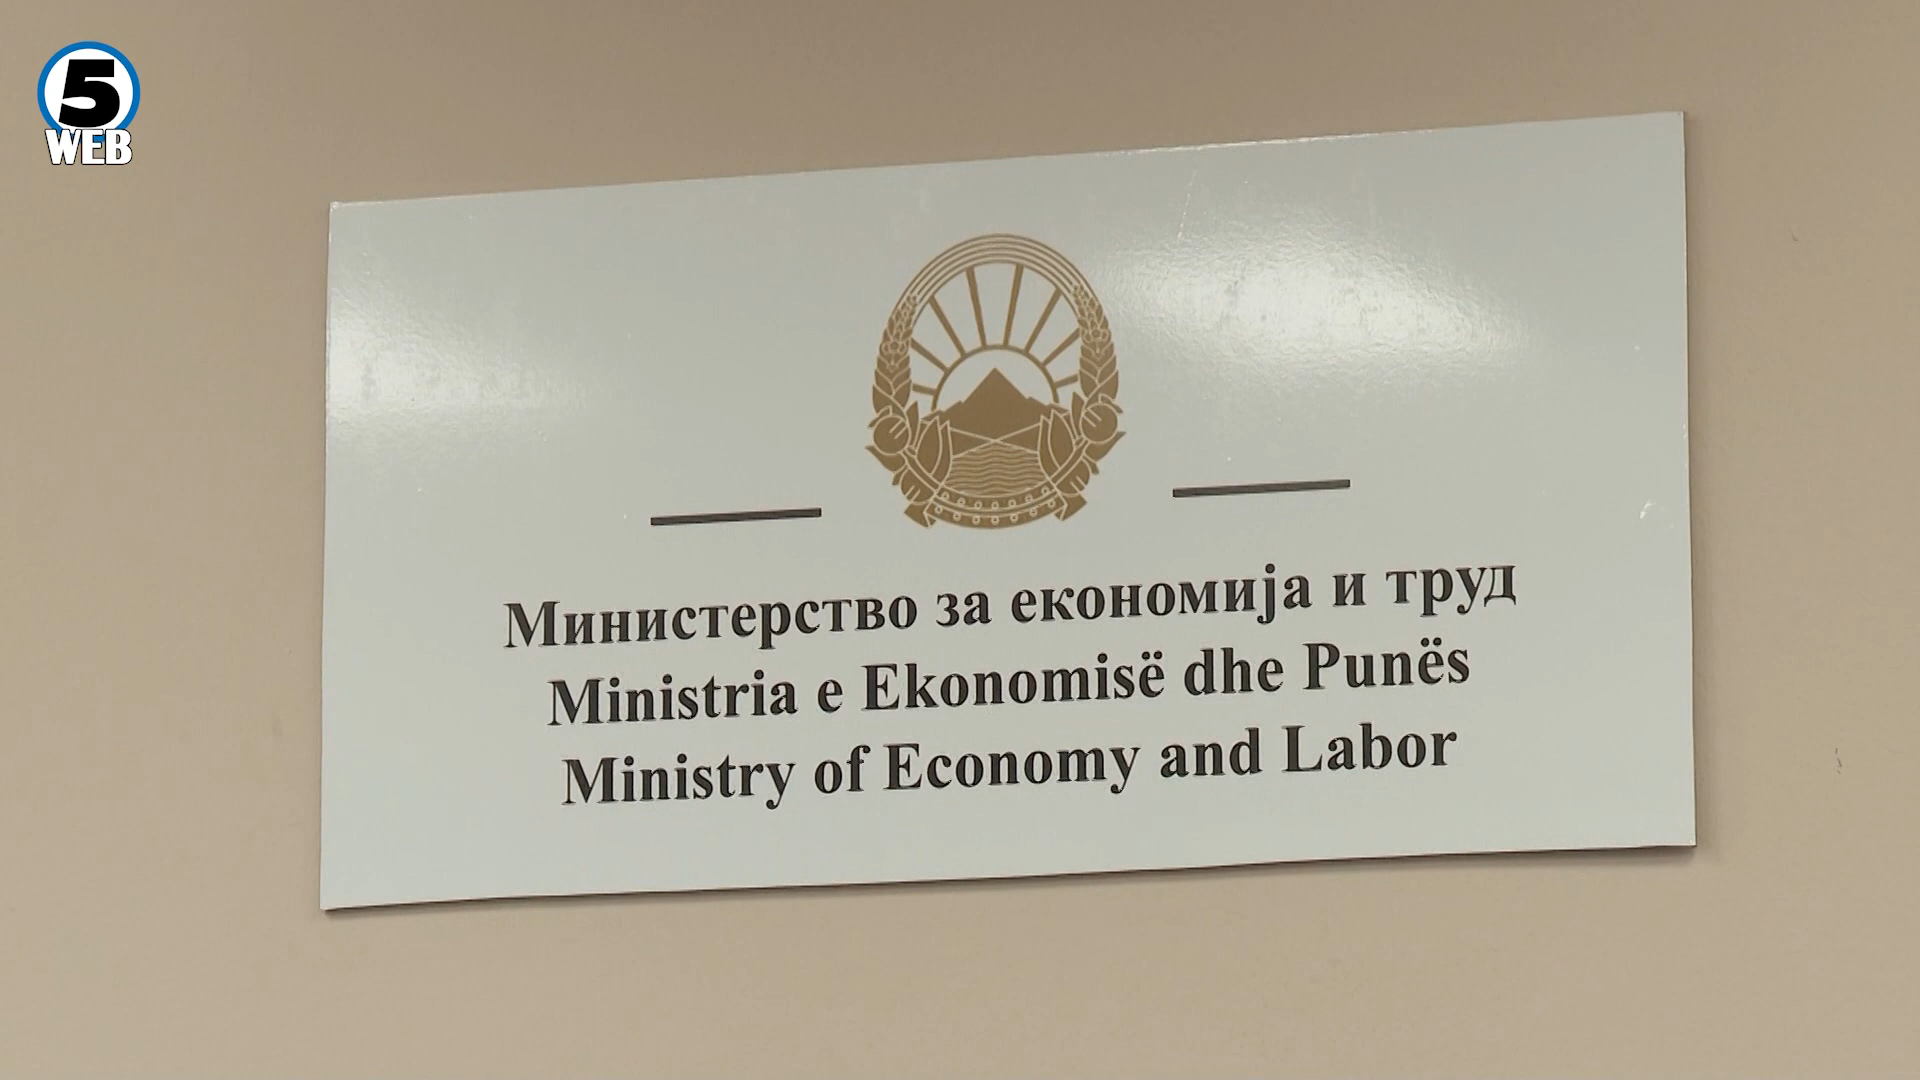 5
WEB
Министерство за економија и труд
Ministria e Ekonomisë dhe Punës
Ministry of Economy and Labor